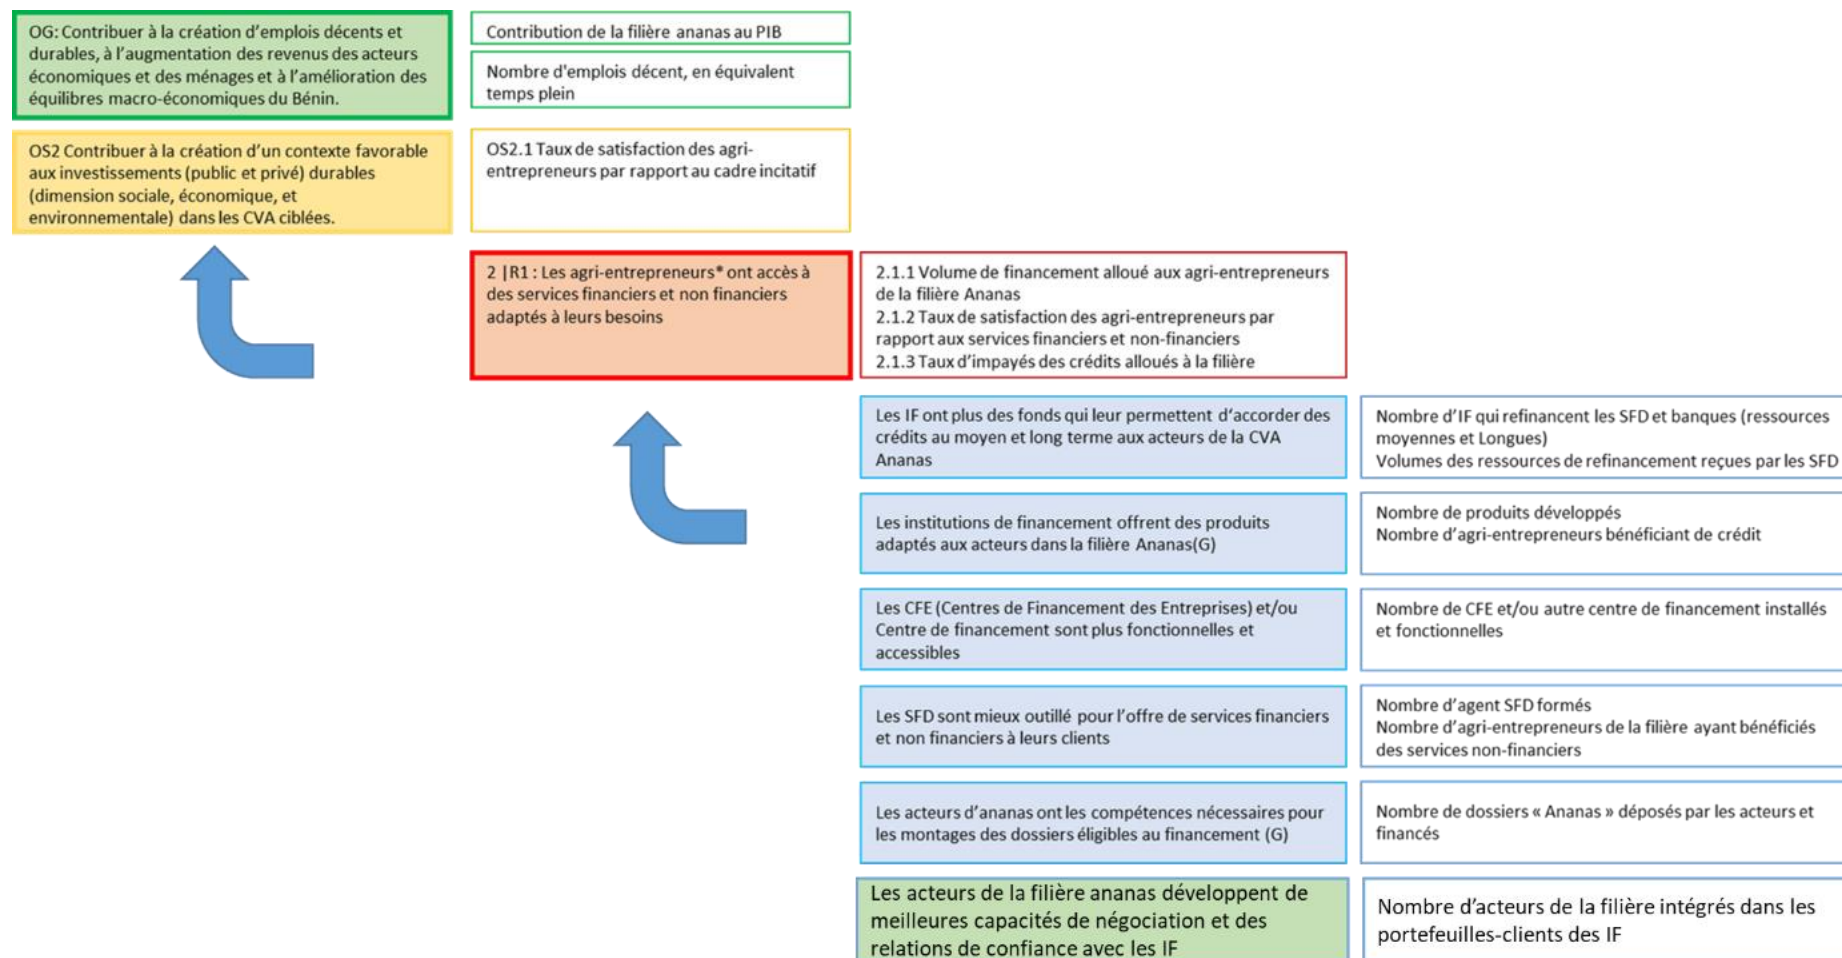 OG: Contribuer à la création d'emplois décents et
durables, à l'augmentation des revenus des acteurs
économiques et des ménages et à l'amélioration des
équilibres macro-économiques du Bénin.
Contribution de la filière ananas au PIB
Nombre d'emplois décent, en équivalent
temps plein
OS2 Contribuer à la création d'un contexte favorable
aux investissements (public et privé) durables
(dimension sociale, économique, et
environnementale) dans les CVA ciblées.
OS2.1 Taux de satisfaction des agri-
entrepreneurs par rapport au cadre incitatif
2 |R1 : Les agri-entrepreneurs* ont accès à
des services financiers et non financiers
adaptés à leurs besoins
2.1.1 Volume de financement alloué aux agri-entrepreneurs
de la filière Ananas
2.1.2 Taux de satisfaction des agri-entrepreneurs par
rapport aux services financiers et non-financiers
2.1.3 Taux d'impayés des crédits alloués à la filière
Les IF ont plus des fonds qui leur permettent d'accorder des
crédits au moyen et long terme aux acteurs de la CVA
Ananas
Nombre d'IF qui refinancent les SFD et banques (ressources
moyennes et Longues)
Volumes des ressources de refinancement reçues par les SFD
Les institutions de financement offrent des produits
adaptés aux acteurs dans la filière Ananas(G)
Nombre de produits développés
Nombre d'agri-entrepreneurs bénéficiant de crédit
Les CFE (Centres de Financement des Entreprises) et/ou
Centre de financement sont plus fonctionnelles et
accessibles
Nombre de CFE et/ou autre centre de financement installés
et fonctionnelles
Les SFD sont mieux outillé pour l'offre de services financiers
et non financiers à leurs clients
Nombre d'agent SFD formés
Nombre d'agri-entrepreneurs de la filière ayant bénéficiés
des services non-financiers
Les acteurs d'ananas ont les compétences nécessaires pour
les montages des dossiers éligibles au financement (G)
Nombre de dossiers « Ananas » déposés par les acteurs et
financés
Les acteurs de la filière ananas développent de
meilleures capacités de négociation et des
relations de confiance avec les IF
Nombre d'acteurs de la filière intégrés dans les
portefeuilles-clients des IF